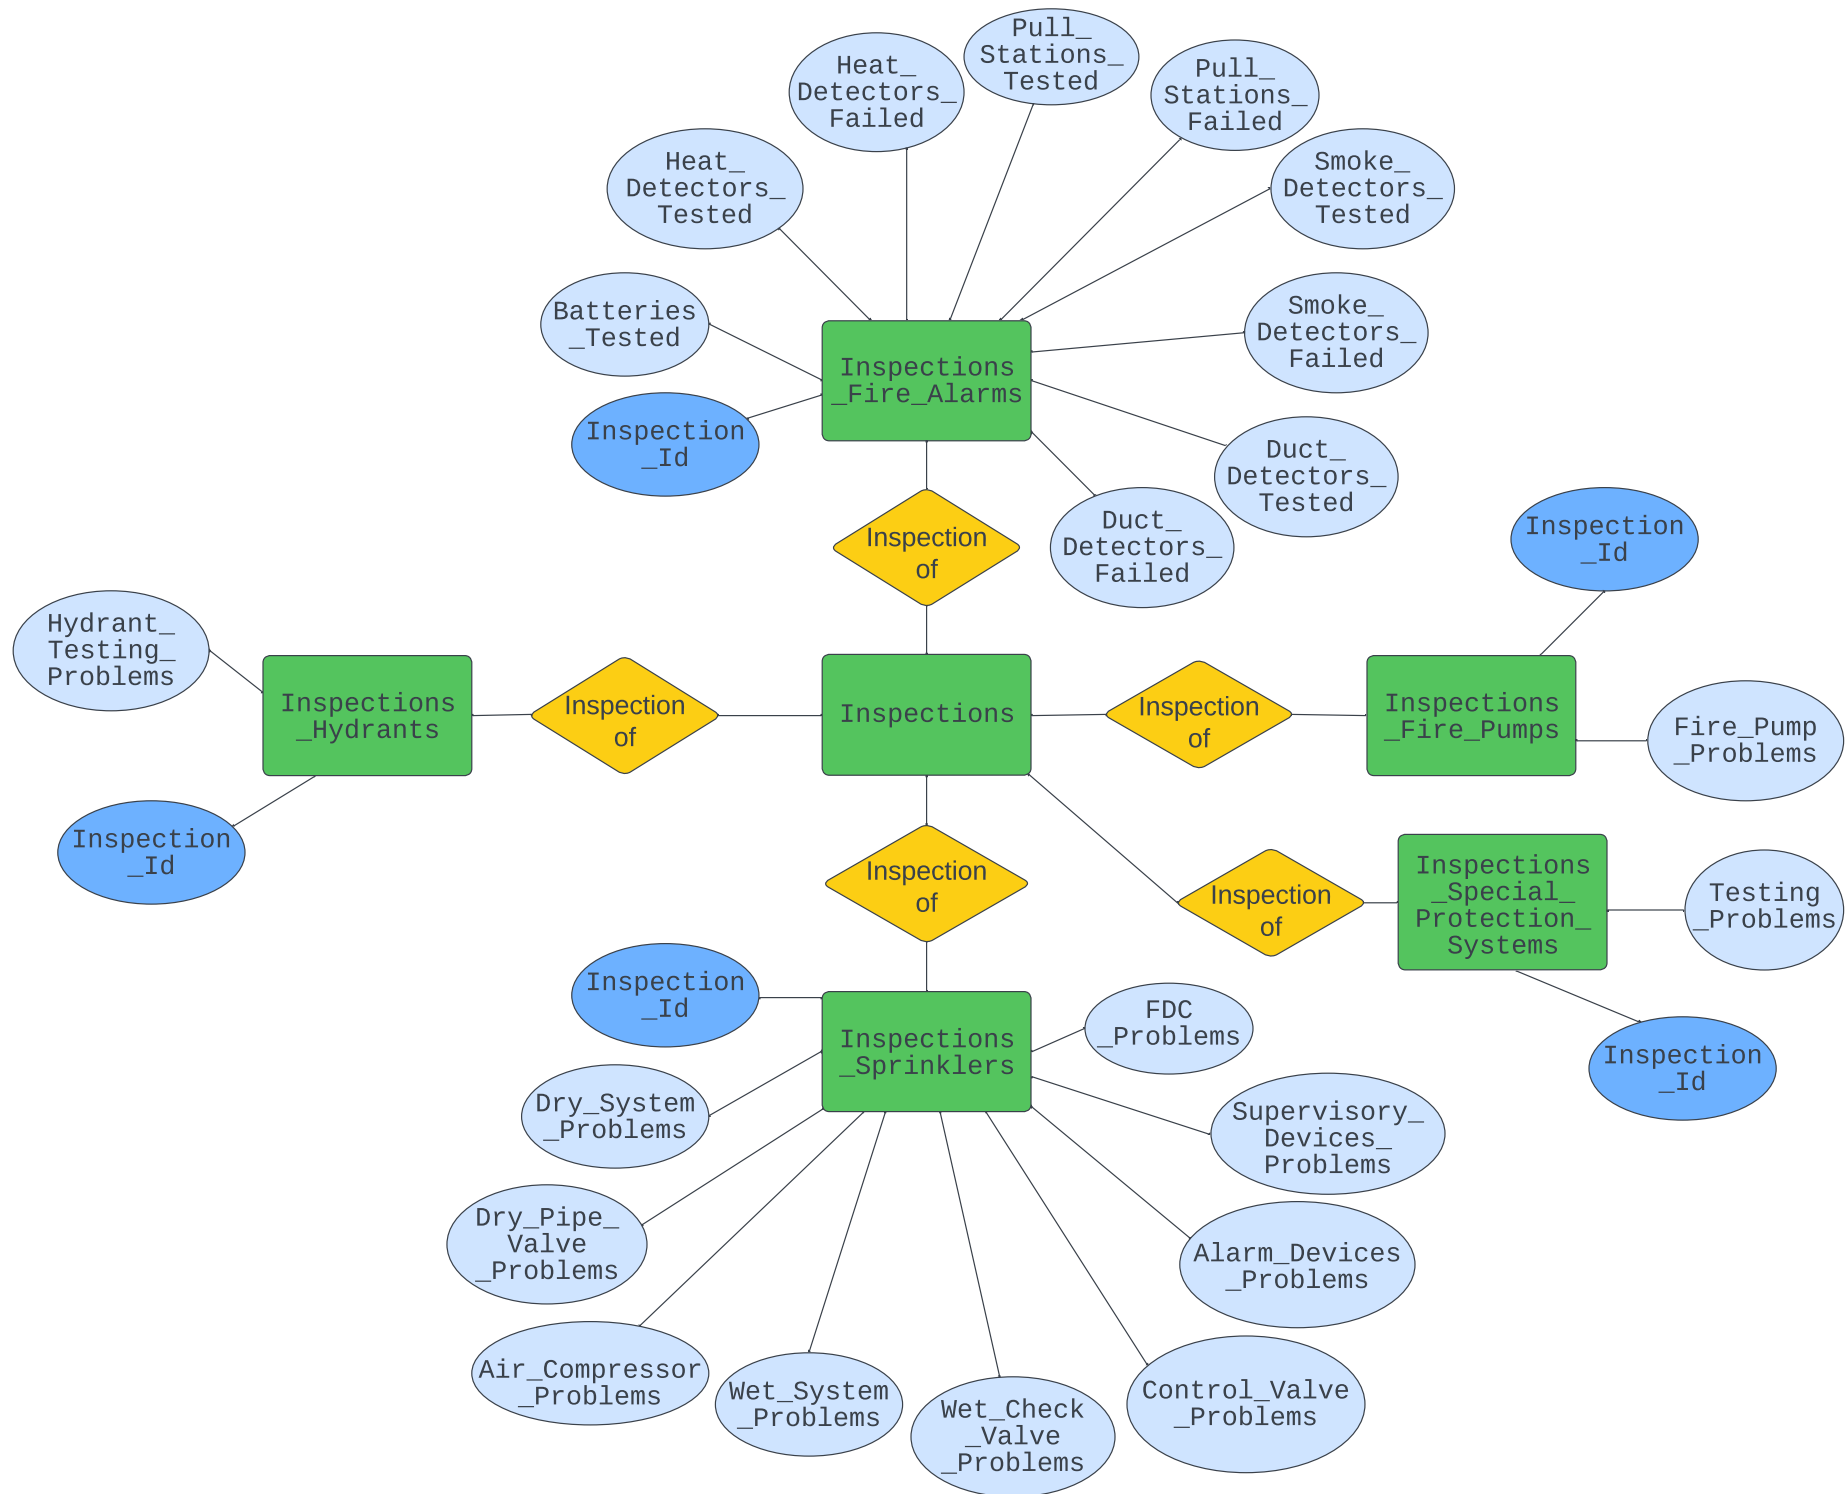 Pull_
Stations_
Tested
Heat_
Detectors_
Failed
Pull_
Stations_
Failed
Heat_
Detectors_
Tested
Smoke_
Detectors_
Tested
Batteries
_Tested
Smoke_
Detectors_
Failed
Inspections
_Fire_Alarms
Inspection
_Id
Duct_
Detectors_
Tested
Duct_
Detectors_
Failed
Inspection
of
Inspection
_Id
Hydrant_
Testing_
Problems
Inspections
_Hydrants
Inspection
of
Inspections
Inspection
of
Inspections
_Fire_Pumps
Fire_Pump
_Problems
Inspection
_Id
Inspection
of
Inspection
of
Inspections
_Special_
Protection_
Systems
Testing
_Problems
Inspection
_Id
Inspections
_Sprinklers
FDC
_Problems
Inspection
_Id
Dry_System
_Problems
Supervisory_
Devices_
Problems
Dry_Pipe_
Valve
_Problems
Alarm_Devices
_Problems
Air_Compressor
_Problems
Wet_System
_Problems
Wet_Check
_Valve
_Problems
Control_Valve
_Problems